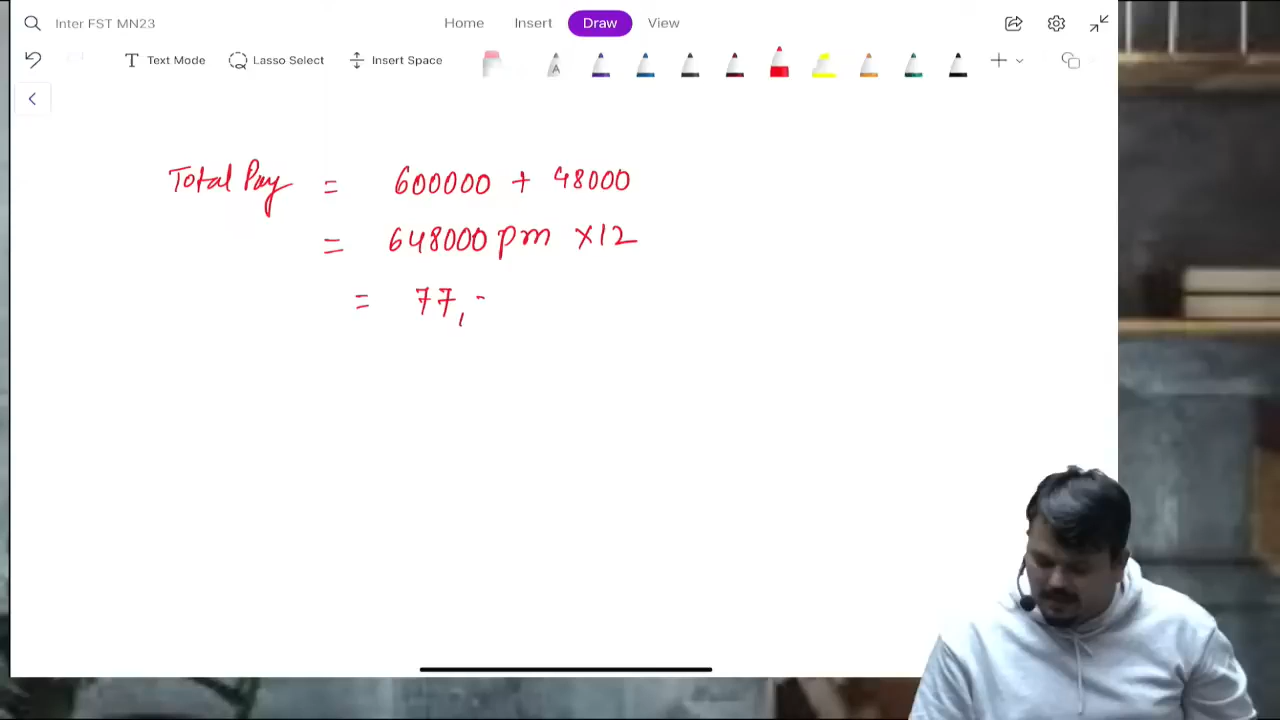 Inter FST MN23
Home Insert Draw View
Text Mode Lasso Select Insert Space
Total Pay = 600000 + 48000
= 648000 pm ×12
= 77,